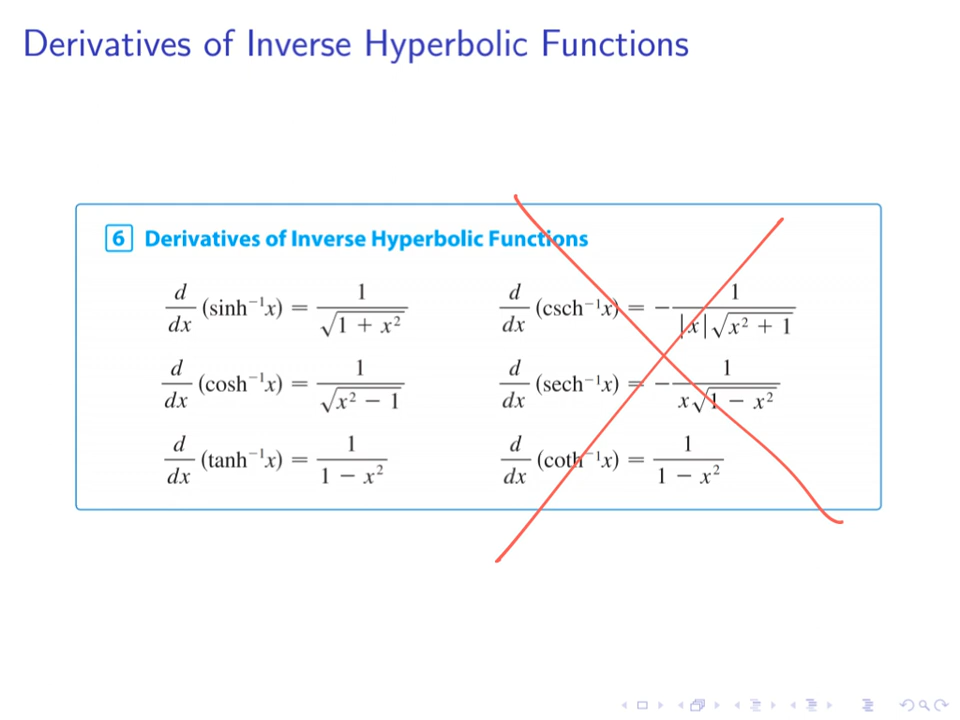 Derivatives of Inverse Hyperbolic Functions
6 Derivatives of Inverse Hyperbolic Functions
d/dx (sinh⁻¹x) = 1/√(1 + x²)    d/dx (csch⁻¹x) = −1/(|x|√(x² + 1))
d/dx (cosh⁻¹x) = 1/√(x² − 1)    d/dx (sech⁻¹x) = −1/(x√(1 − x²))
d/dx (tanh⁻¹x) = 1/(1 − x²)    d/dx (coth⁻¹x) = 1/(1 − x²)